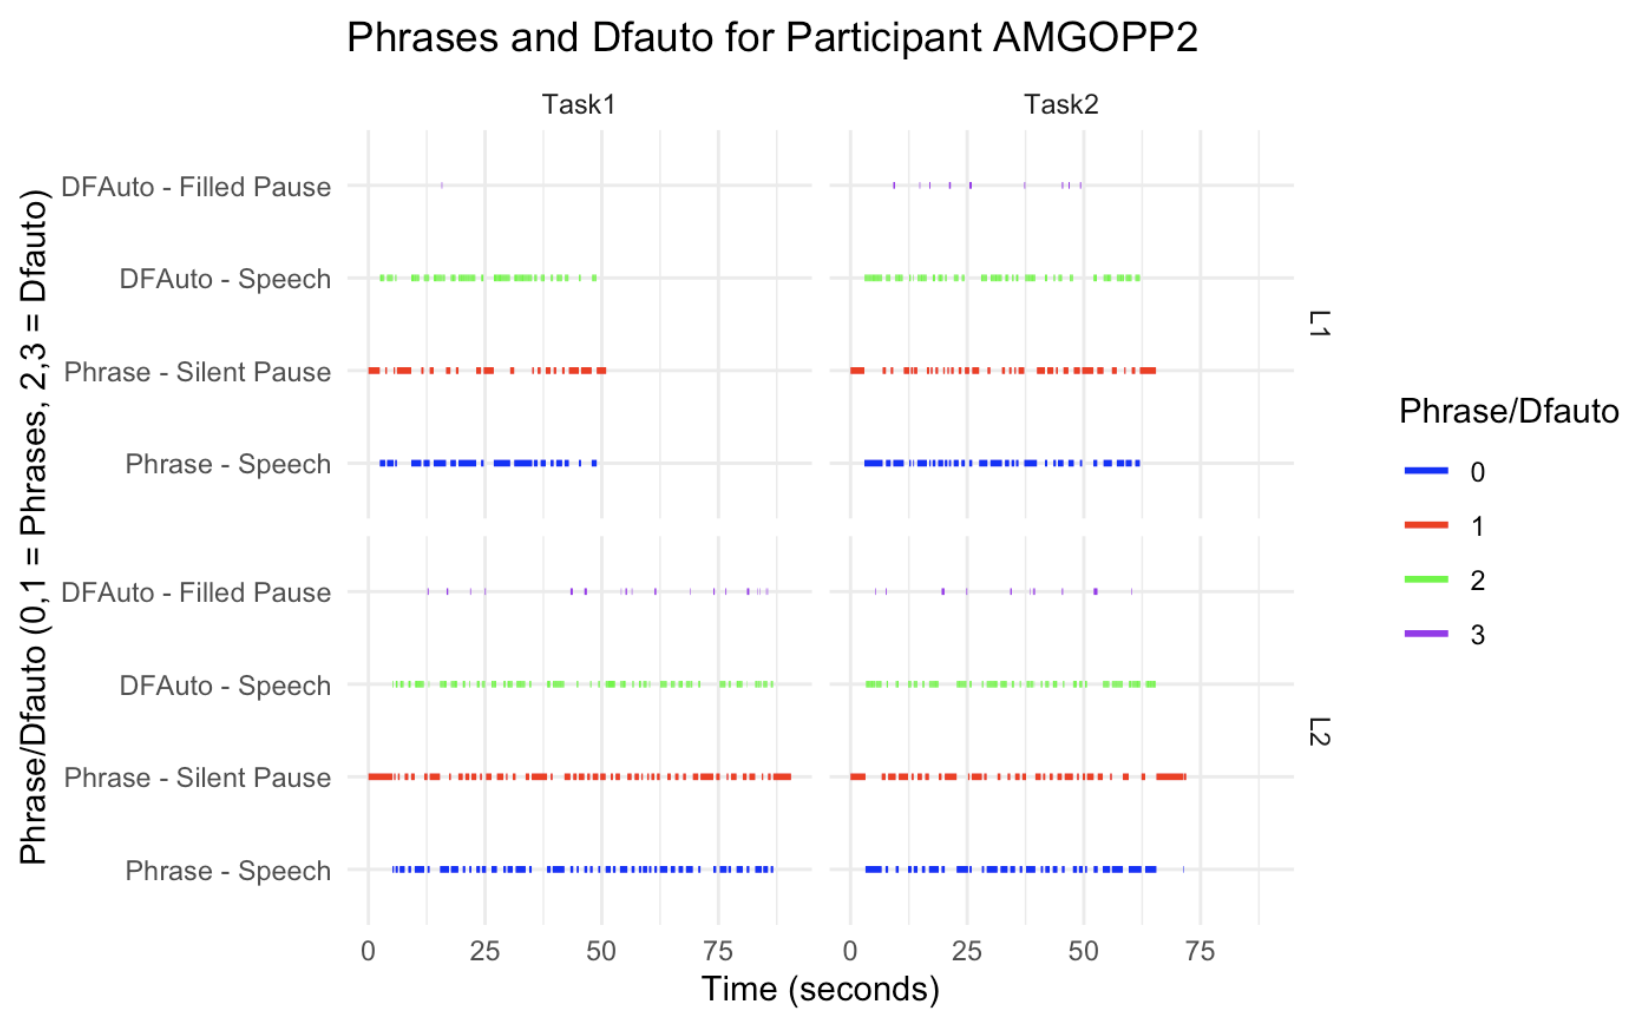 Phrases and Dfauto for Participant AMGOPP2
Task1
Task2
Phrase/Dfauto (0,1 = Phrases, 2,3 = Dfauto)
DFAuto - Filled Pause
DFAuto - Speech
Phrase - Silent Pause
Phrase - Speech
L1
DFAuto - Filled Pause
DFAuto - Speech
Phrase - Silent Pause
Phrase - Speech
L2
0 25 50 75
0 25 50 75
Time (seconds)
Phrase/Dfauto
0
1
2
3